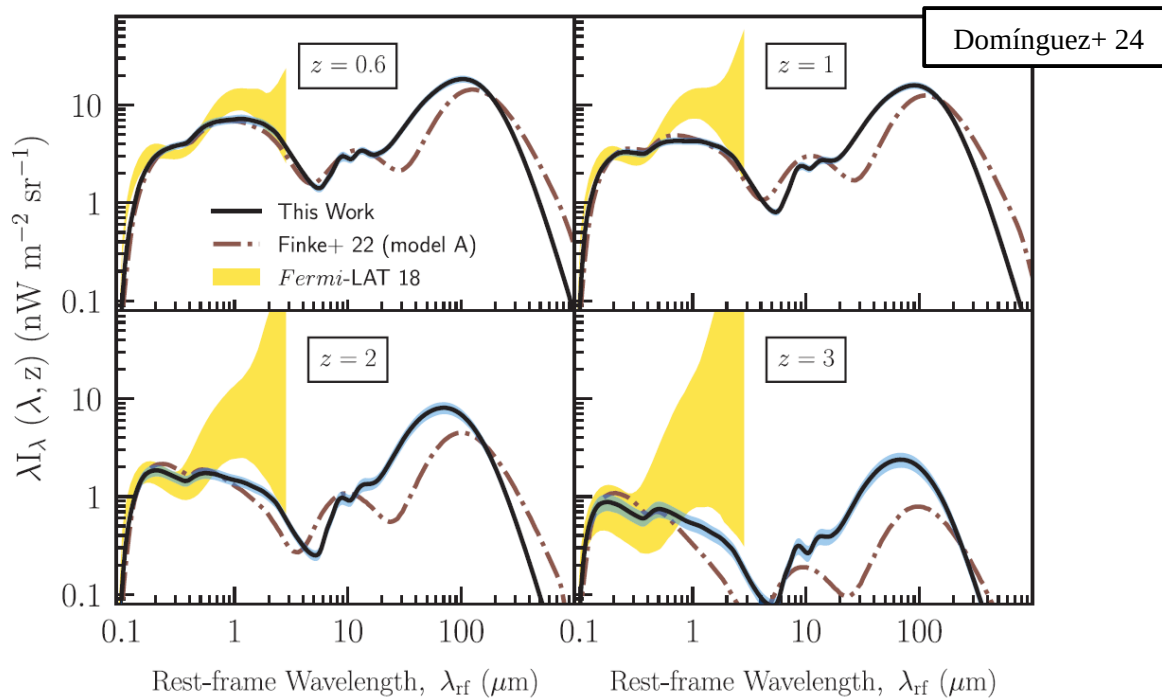 Domínguez+ 24
z = 0.6
z = 1
10
1
0.1
This Work
Finke+ 22 (model A)
Fermi-LAT 18
z = 2
z = 3
10
1
0.1
λI_λ (λ, z) (nW m⁻² sr⁻¹)
0.1 1 10 100 0.1 1 10 100
Rest-frame Wavelength, λ_rf (μm) Rest-frame Wavelength, λ_rf (μm)